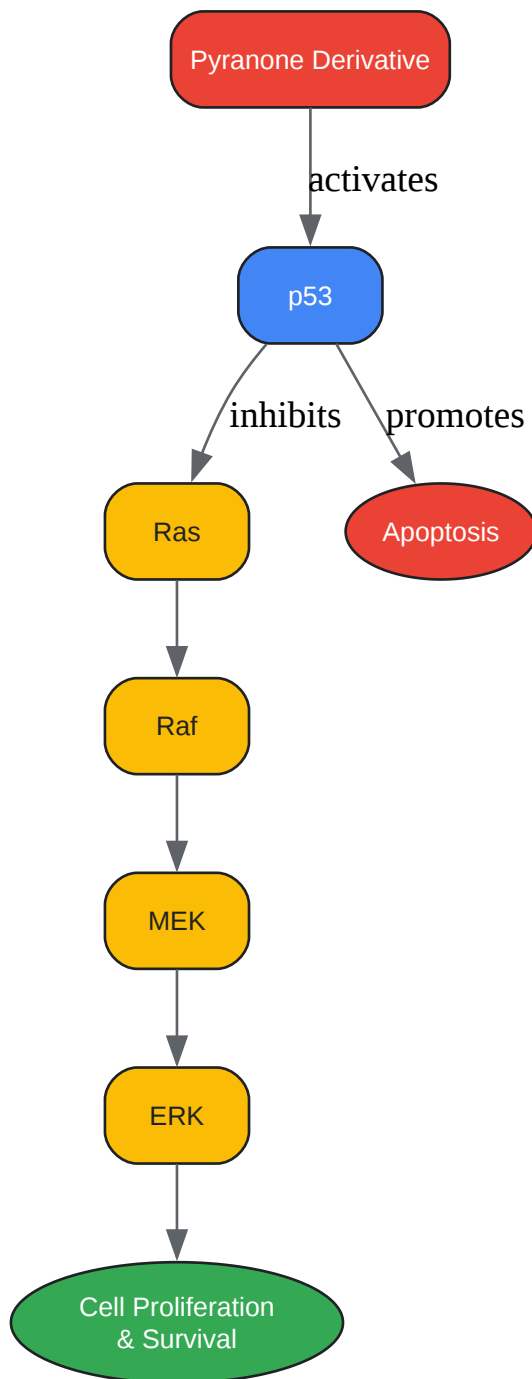 Pyranone Derivative
activates
p53
inhibits
promotes
Ras
Apoptosis
Raf
MEK
ERK
Cell Proliferation
& Survival